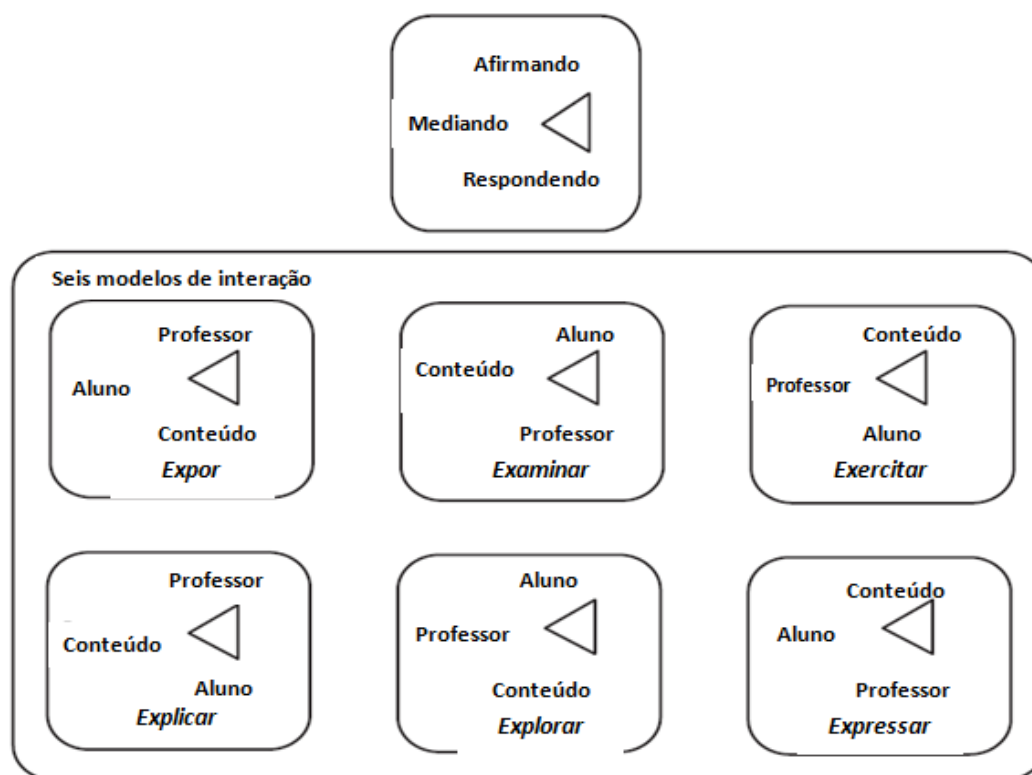 Afirmando
Mediando
Respondendo
Seis modelos de interação
Professor
Aluno
Conteúdo
Expor
Aluno
Conteúdo
Professor
Examinar
Conteúdo
Professor
Aluno
Exercitar
Professor
Conteúdo
Aluno
Explicar
Aluno
Professor
Conteúdo
Explorar
Conteúdo
Aluno
Professor
Expressar